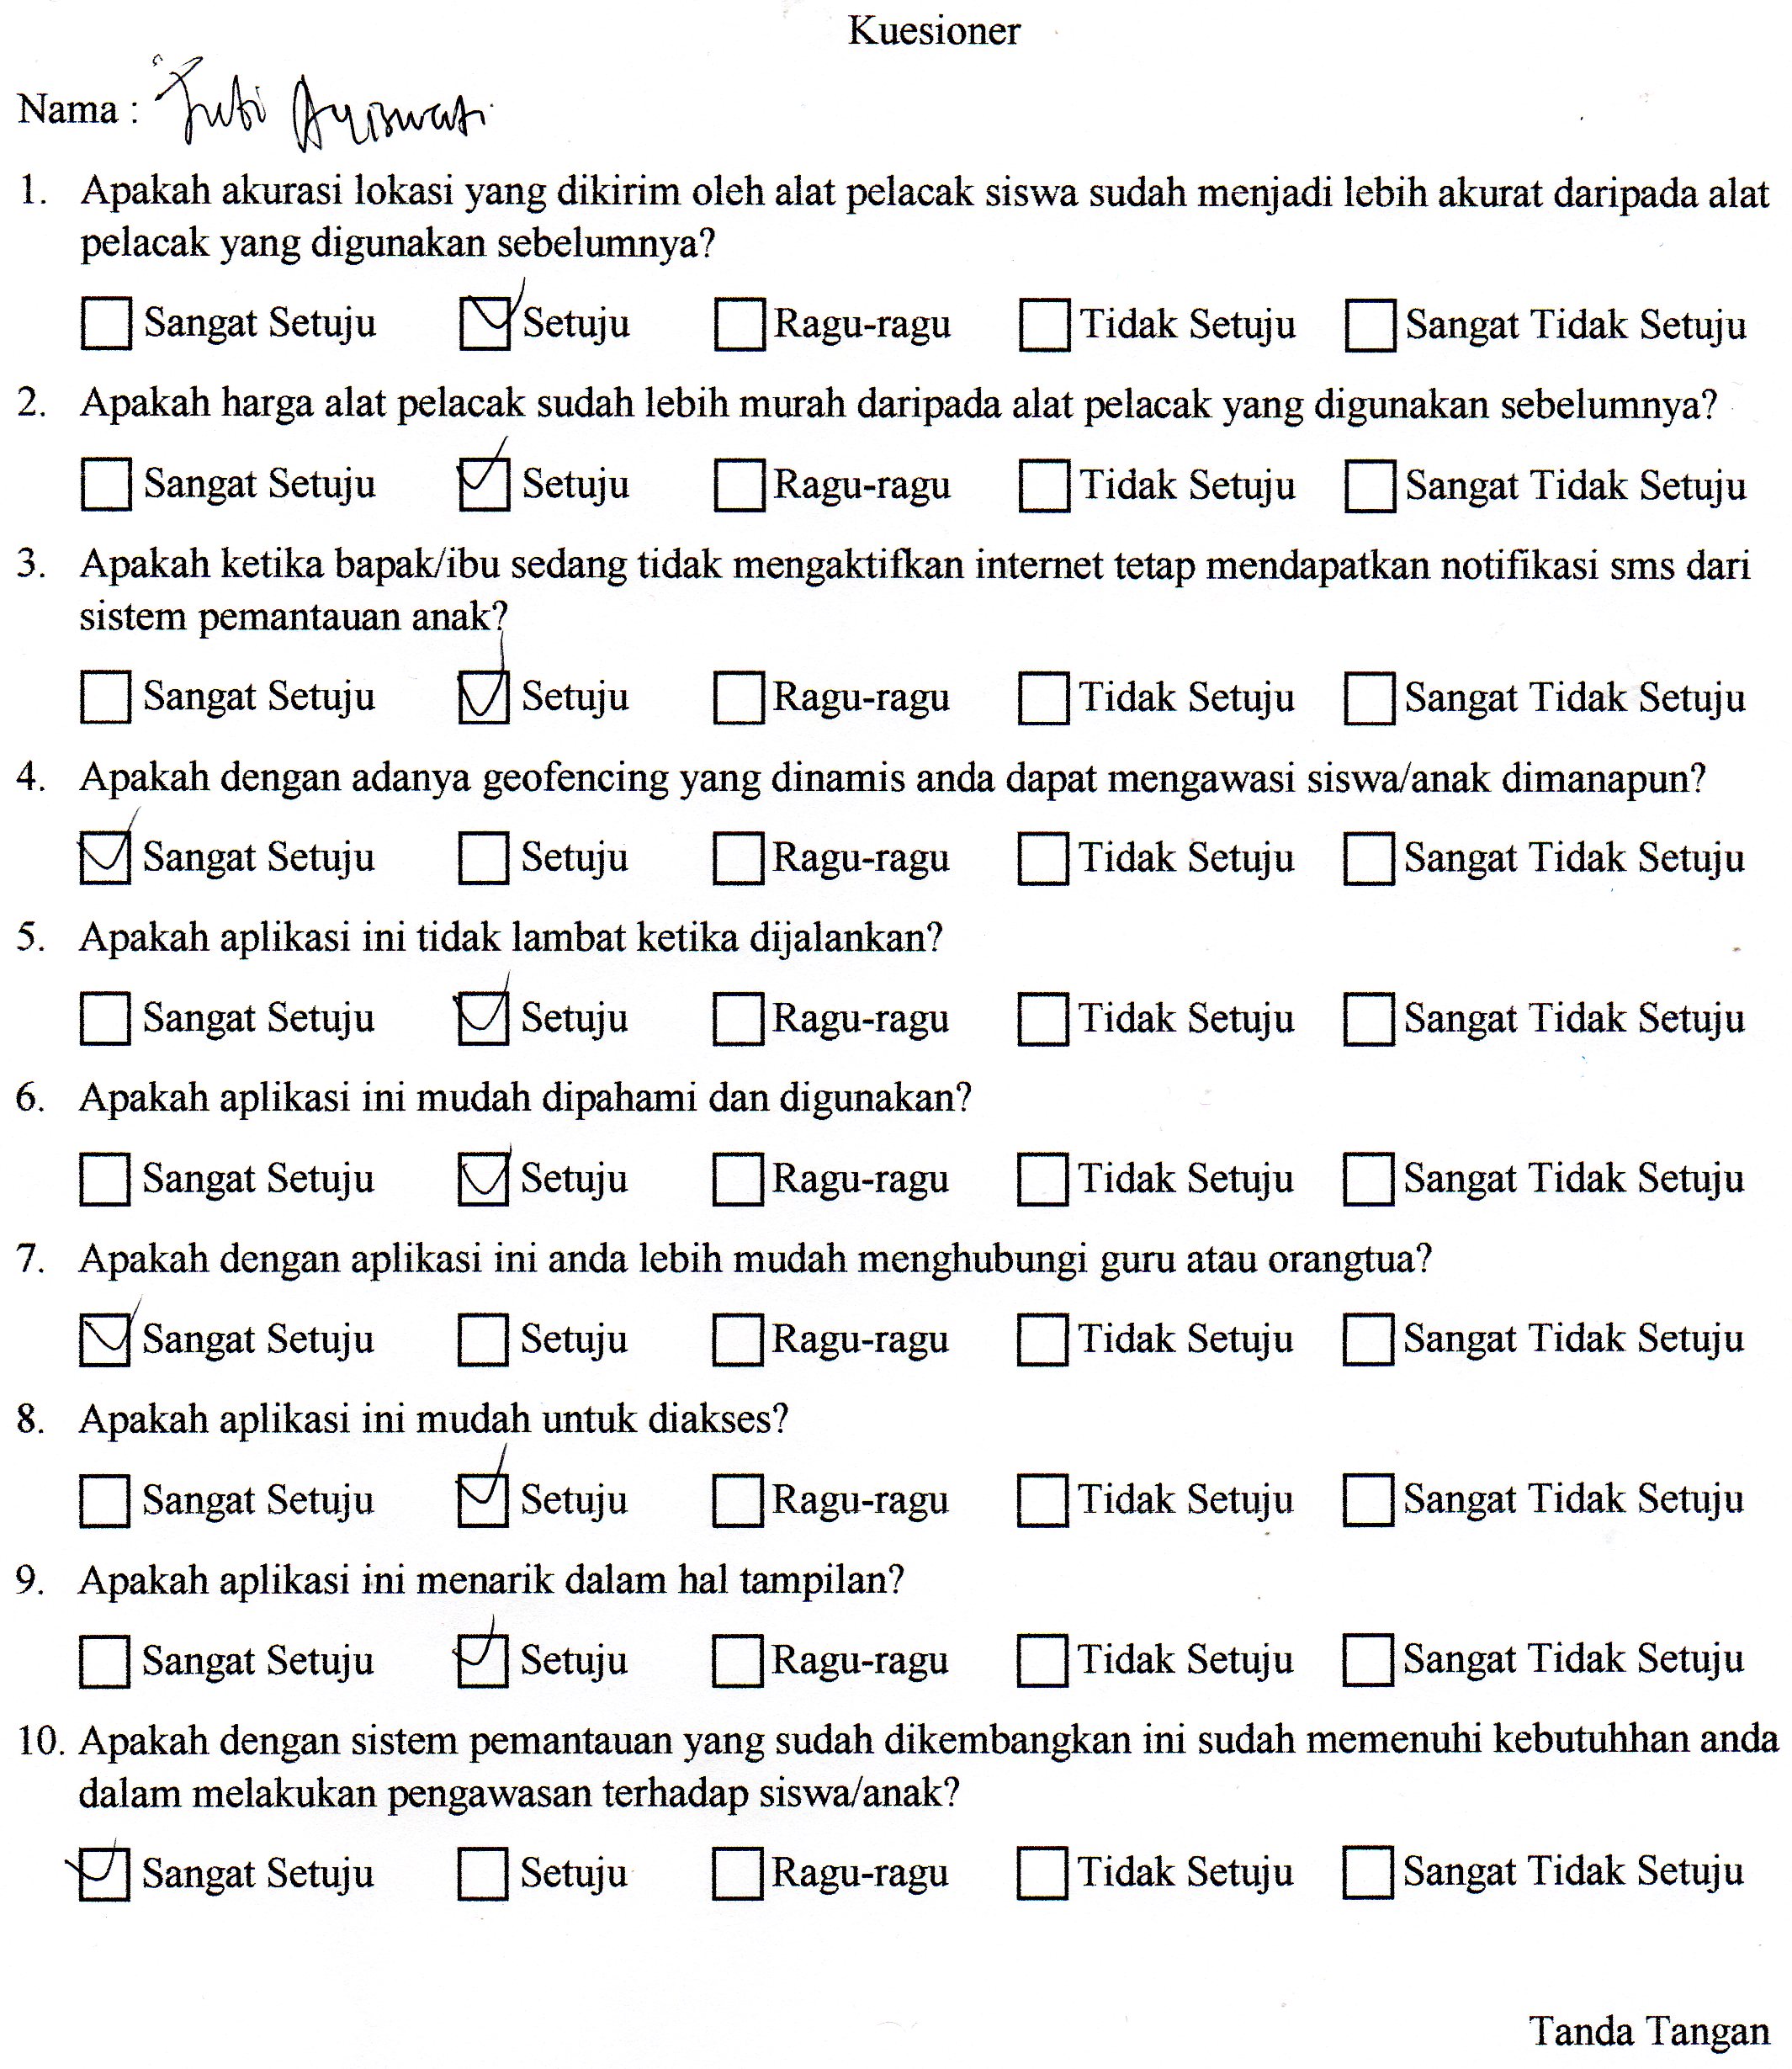 Kuesioner
Nama :
1. Apakah akurasi lokasi yang dikirim oleh alat pelacak siswa sudah menjadi lebih akurat daripada alat
pelacak yang digunakan sebelumnya?
Sangat Setuju Setuju Ragu-ragu Tidak Setuju Sangat Tidak Setuju
2. Apakah harga alat pelacak sudah lebih murah daripada alat pelacak yang digunakan sebelumnya?
Sangat Setuju Setuju Ragu-ragu Tidak Setuju Sangat Tidak Setuju
3. Apakah ketika bapak/ibu sedang tidak mengaktifkan internet tetap mendapatkan notifikasi sms dari
sistem pemantauan anak?
Sangat Setuju Setuju Ragu-ragu Tidak Setuju Sangat Tidak Setuju
4. Apakah dengan adanya geofencing yang dinamis anda dapat mengawasi siswa/anak dimanapun?
Sangat Setuju Setuju Ragu-ragu Tidak Setuju Sangat Tidak Setuju
5. Apakah aplikasi ini tidak lambat ketika dijalankan?
Sangat Setuju Setuju Ragu-ragu Tidak Setuju Sangat Tidak Setuju
6. Apakah aplikasi ini mudah dipahami dan digunakan?
Sangat Setuju Setuju Ragu-ragu Tidak Setuju Sangat Tidak Setuju
7. Apakah dengan aplikasi ini anda lebih mudah menghubungi guru atau orangtua?
Sangat Setuju Setuju Ragu-ragu Tidak Setuju Sangat Tidak Setuju
8. Apakah aplikasi ini mudah untuk diakses?
Sangat Setuju Setuju Ragu-ragu Tidak Setuju Sangat Tidak Setuju
9. Apakah aplikasi ini menarik dalam hal tampilan?
Sangat Setuju Setuju Ragu-ragu Tidak Setuju Sangat Tidak Setuju
10. Apakah dengan sistem pemantauan yang sudah dikembangkan ini sudah memenuhi kebutuhhan anda
dalam melakukan pengawasan terhadap siswa/anak?
Sangat Setuju Setuju Ragu-ragu Tidak Setuju Sangat Tidak Setuju
Tanda Tangan